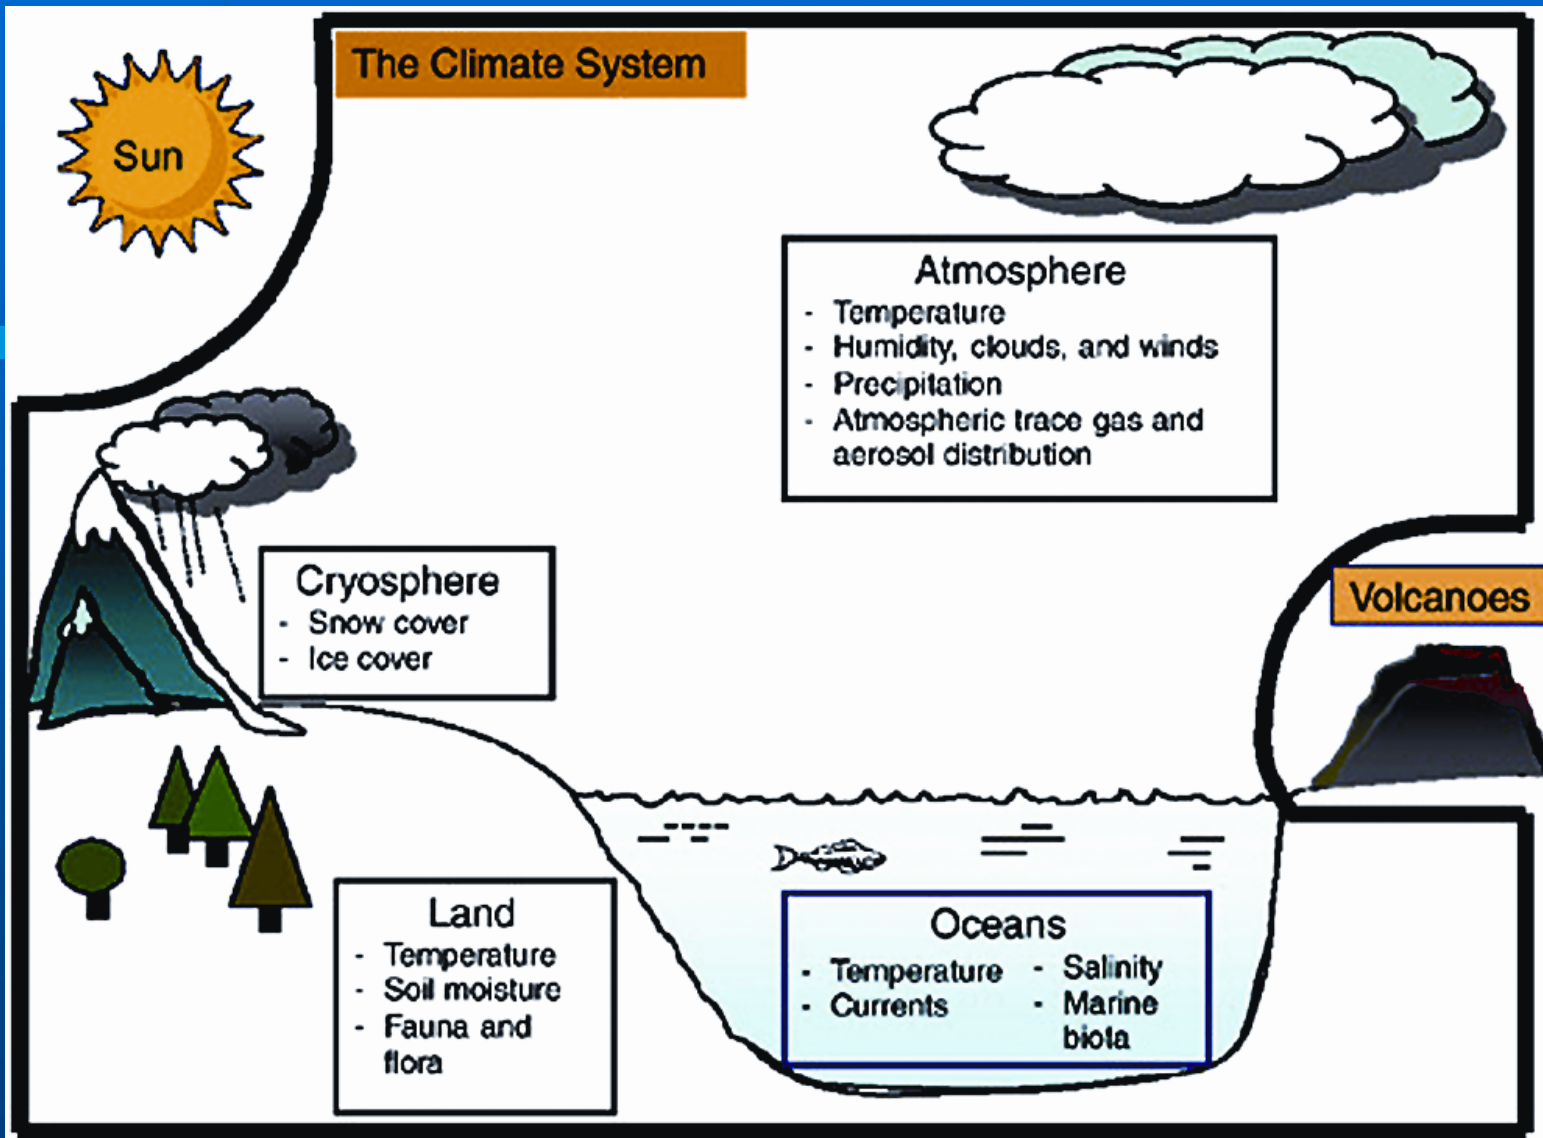 The Climate System
Sun
Atmosphere
- Temperature
- Humidity, clouds, and winds
- Precipitation
- Atmospheric trace gas and
aerosol distribution
Cryosphere
- Snow cover
- Ice cover
Volcanoes
Land
- Temperature
- Soil moisture
- Fauna and
flora
Oceans
- Temperature
- Currents
- Salinity
- Marine
biota